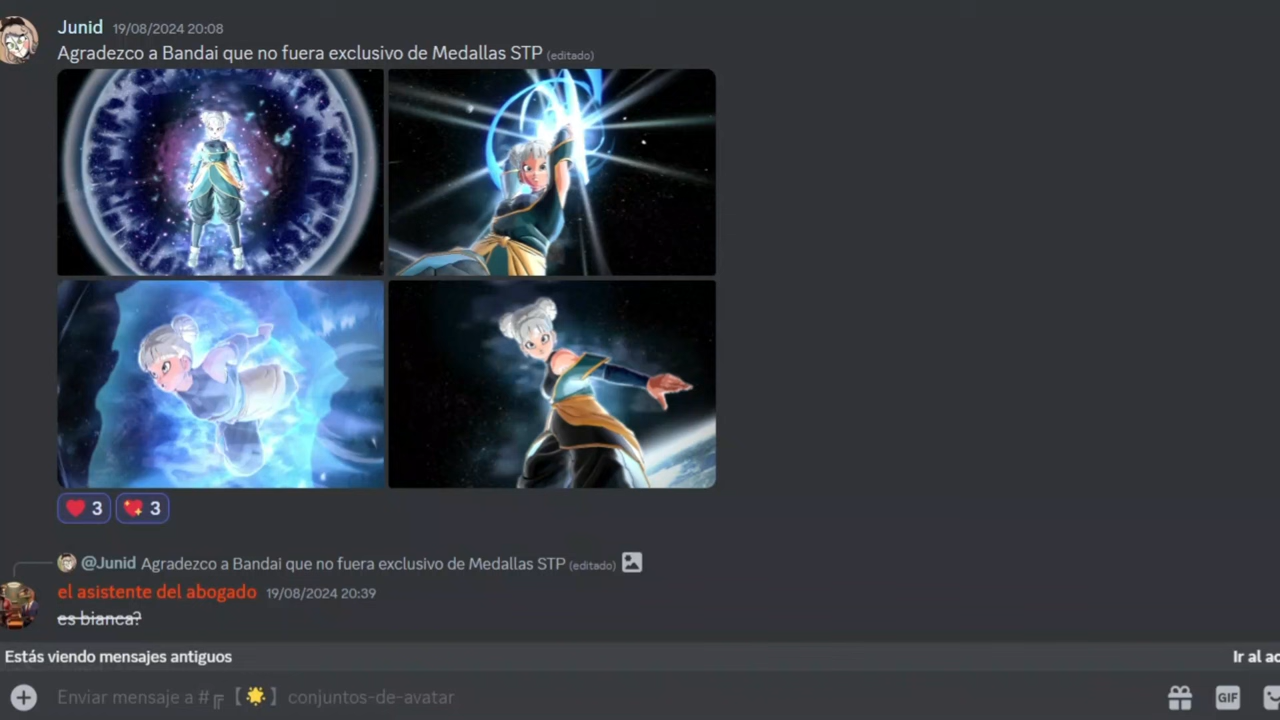 Junid 19/08/2024 20:08
Agradezco a Bandai que no fuera exclusivo de Medallas STP (editado)
3 3
@Junid Agradezco a Bandai que no fuera exclusivo de Medallas STP (editado)
el asistente del abogado 19/08/2024 20:39
es bianca?
Estás viendo mensajes antiguos
Ir al ac
Enviar mensaje a #╔【🌟】conjuntos-de-avatar
GIF